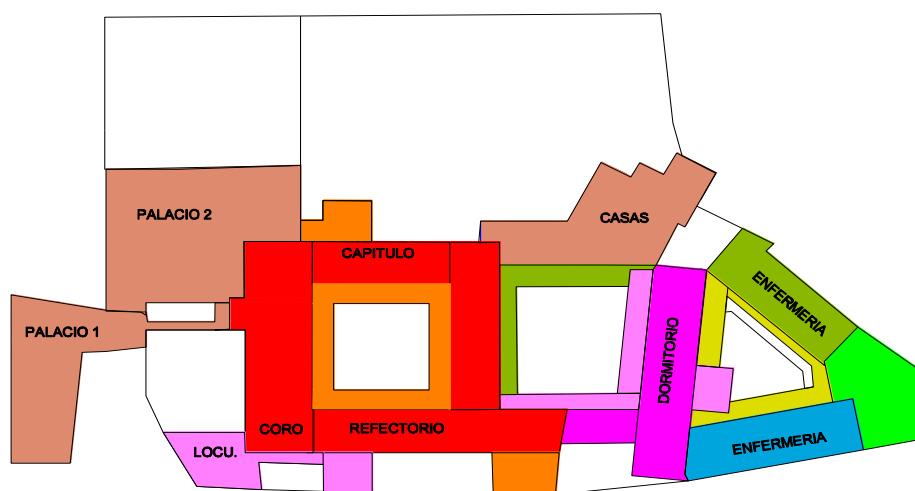 PALACIO 2
CASAS
CAPITULO
ENFERMERIA
PALACIO 1
DORMITORIO
CORO
REFECTORIO
LOCU.
ENFERMERIA